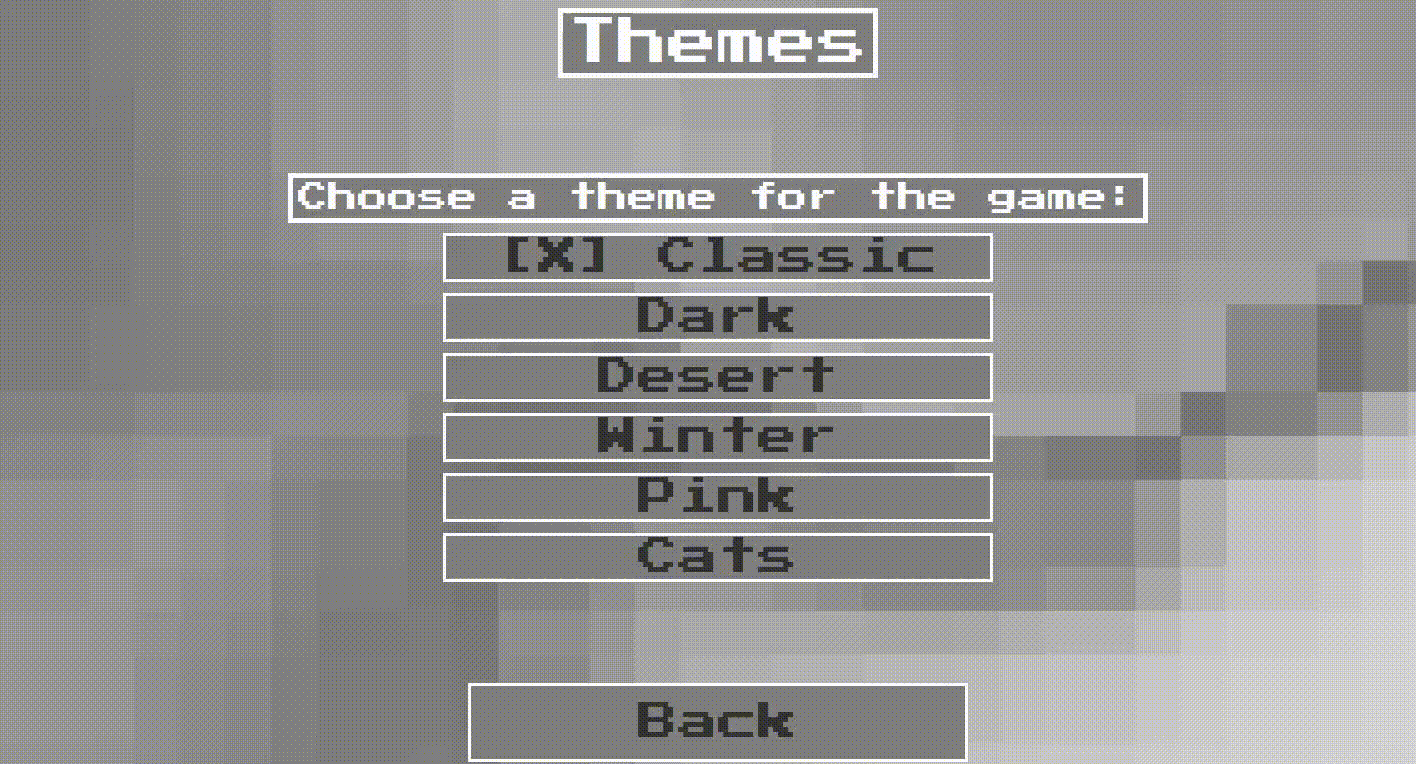 Themes
Choose a theme for the game:
[X] Classic
Dark
Desert
Winter
Pink
Cats
Back